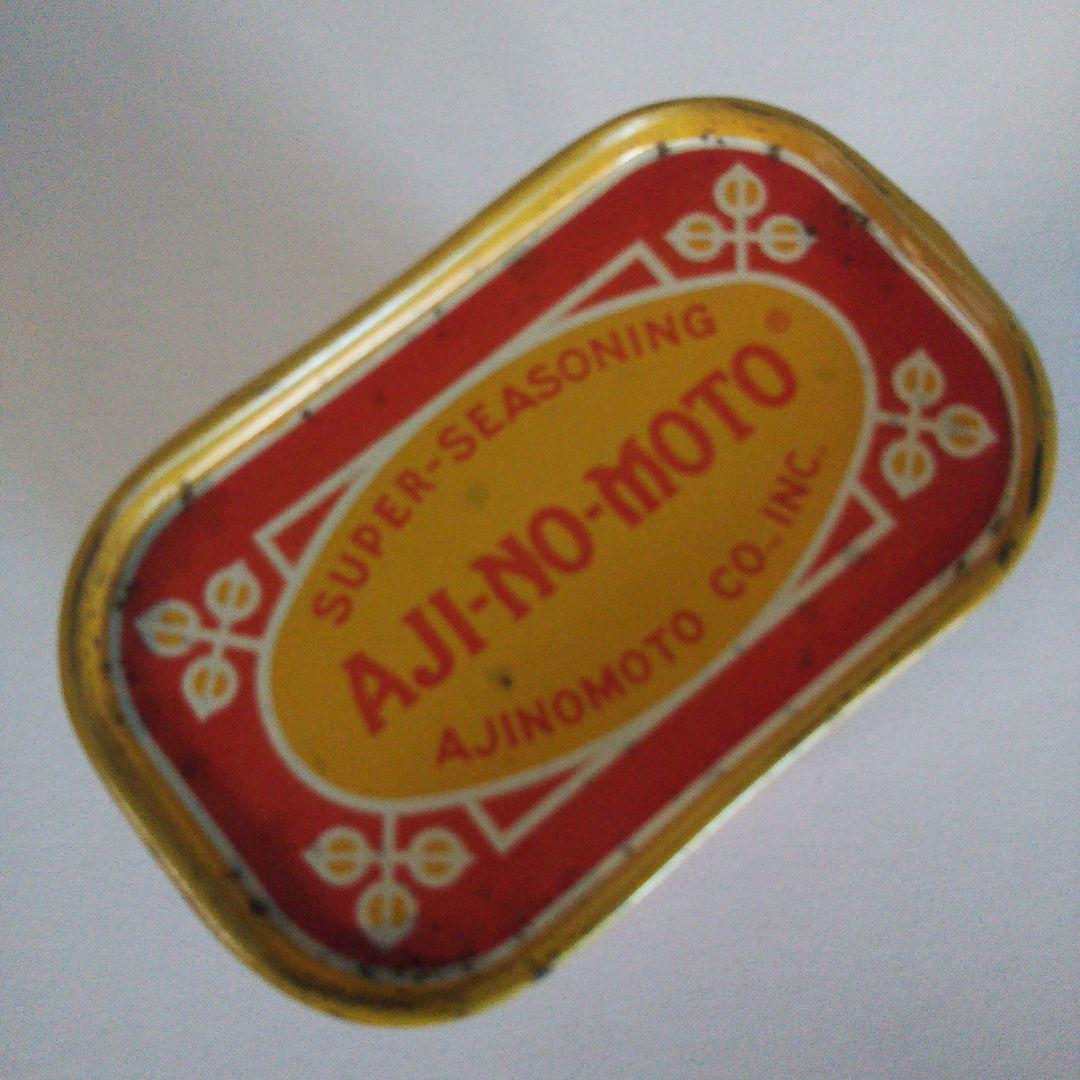 SUPER-SEASONING
AJI-NO-MOTO®
AJINOMOTO CO., INC.